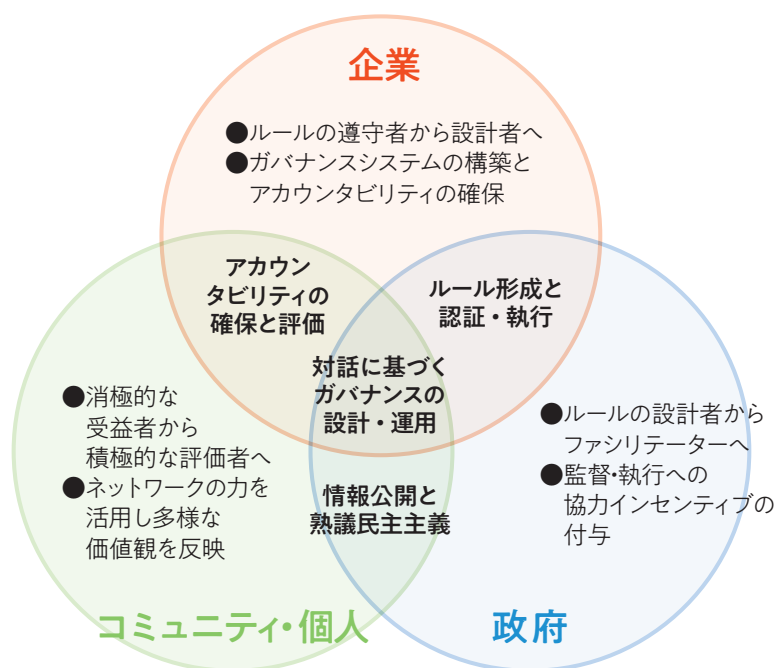 企業
●ルールの遵守者から設計者へ
●ガバナンスシステムの構築と
アカウンタビリティの確保
アカウン
タビリティの
確保と評価
ルール形成と
認証・執行
対話に基づく
ガバナンスの
設計・運用
●消極的な
受益者から
積極的な評価者へ
●ネットワークの力を
活用し多様な
価値観を反映
●ルールの設計者から
ファシリテーターへ
●監督・執行への
協力インセンティブの
付与
情報公開と
熟議民主主義
コミュニティ・個人
政府